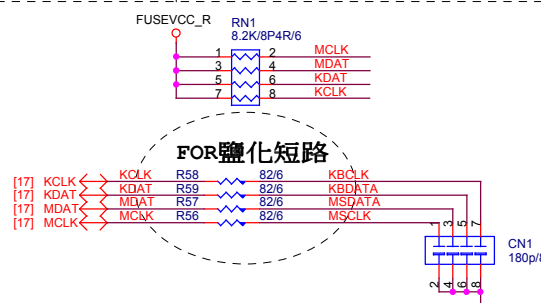 FUSEVCC_R
RN1
8.2K/8P4R/6
1 2 MCLK
3 4 MDAT
5 6 KDAT
7 8 KCLK
FOR鹽化短路
[17] KCLK KCLK R58 82/6 KBCLK
[17] KDAT KDAT R59 82/6 KBDATA
[17] MDAT MDAT R57 82/6 MSDATA
[17] MCLK MCLK R56 82/6 MSCLK
1 3 5 7
CN1
180p/8
2 4 6 8